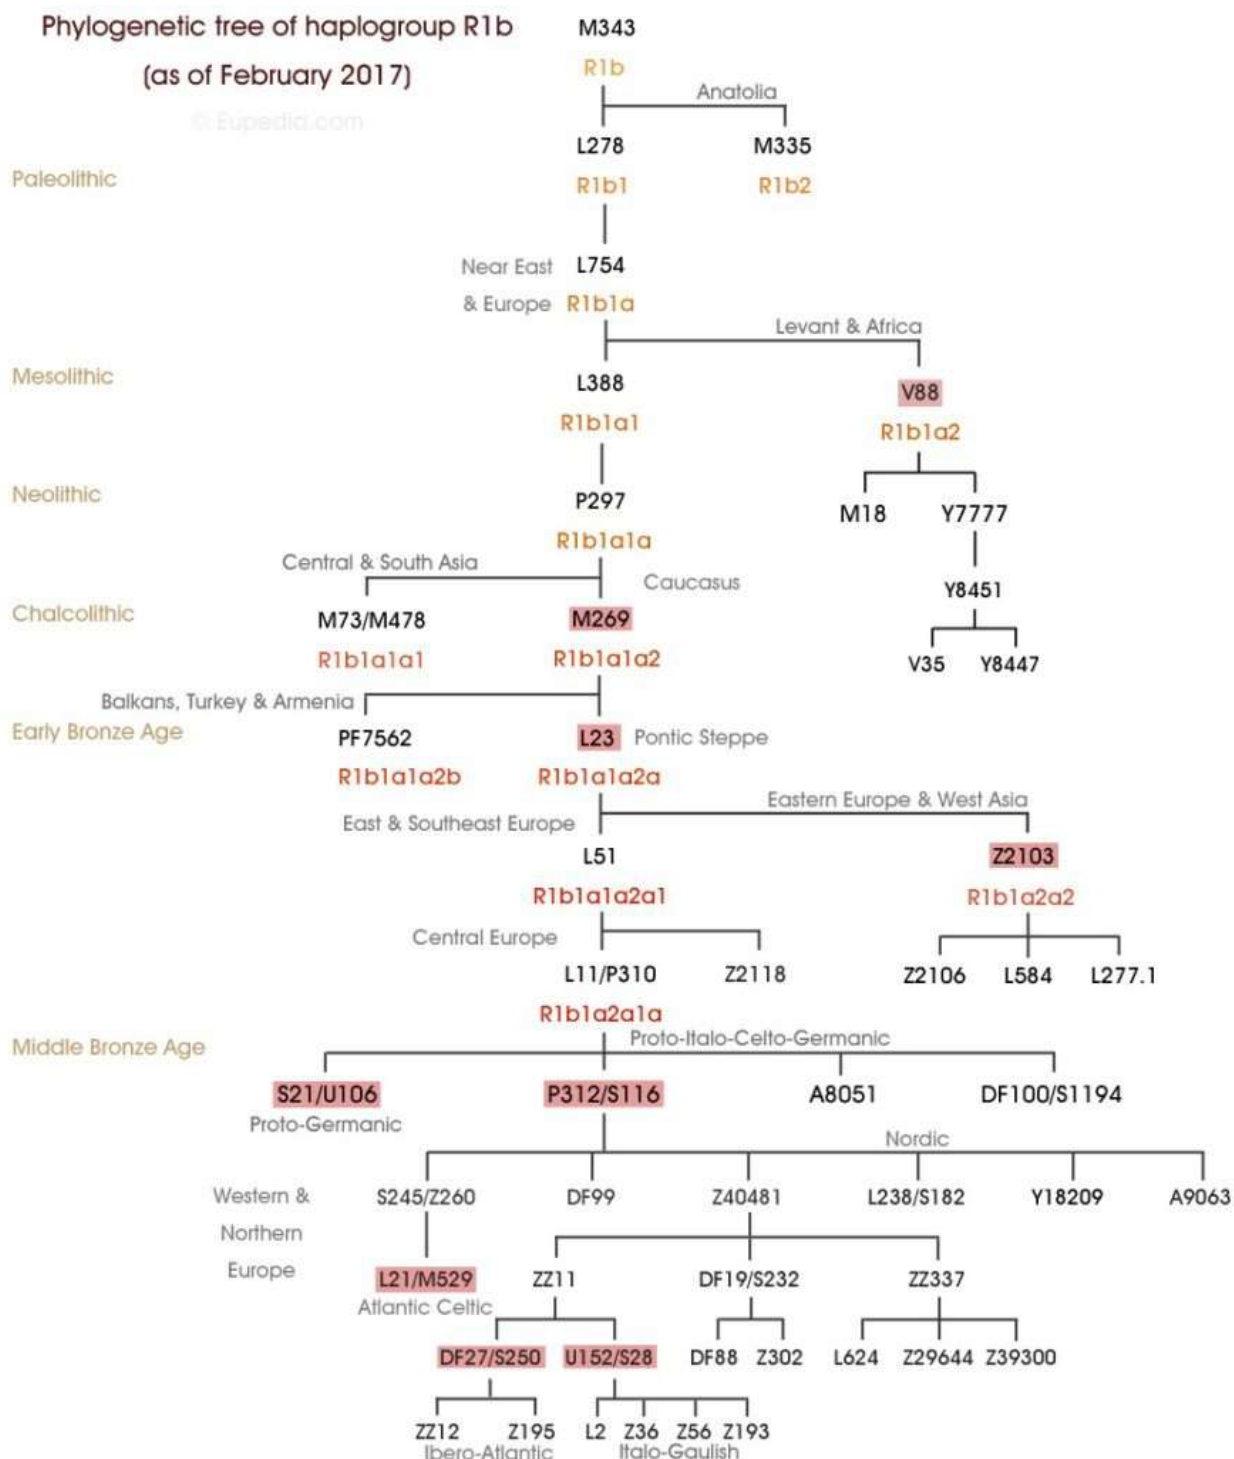 Phylogenetic tree of haplogroup R1b
(as of February 2017)
© Eupedia.com
M343
R1b
Anatolia
L278
M335
Paleolithic
R1b1
R1b2
Near East
L754
& Europe
R1b1a
Levant & Africa
Mesolithic
L388
V88
R1b1a1
R1b1a2
Neolithic
P297
M18
Y7777
R1b1a1a
Central & South Asia
Caucasus
Y8451
Chalcolithic
M73/M478
M269
R1b1a1a1
R1b1a1a2
V35
Y8447
Balkans, Turkey & Armenia
Early Bronze Age
PF7562
L23
Pontic Steppe
R1b1a1a2b
R1b1a1a2a
Eastern Europe & West Asia
East & Southeast Europe
L51
Z2103
R1b1a1a2a1
R1b1a2a2
Central Europe
L11/P310
Z2118
Z2106
L584
L277.1
R1b1a2a1a
Middle Bronze Age
Proto-Italo-Celto-Germanic
S21/U106
P312/S116
A8051
DF100/S1194
Proto-Germanic
Nordic
Western &
S245/Z260
DF99
Z40481
L238/S182
Y18209
A9063
Northern
Europe
L21/M529
ZZ11
DF19/S232
ZZ337
Atlantic Celtic
DF27/S250
U152/S28
DF88
Z302
L624
Z29644
Z39300
ZZ12
Z195
L2
Z36
Z56
Z193
Ibero-Atlantic
Italo-Gaulish